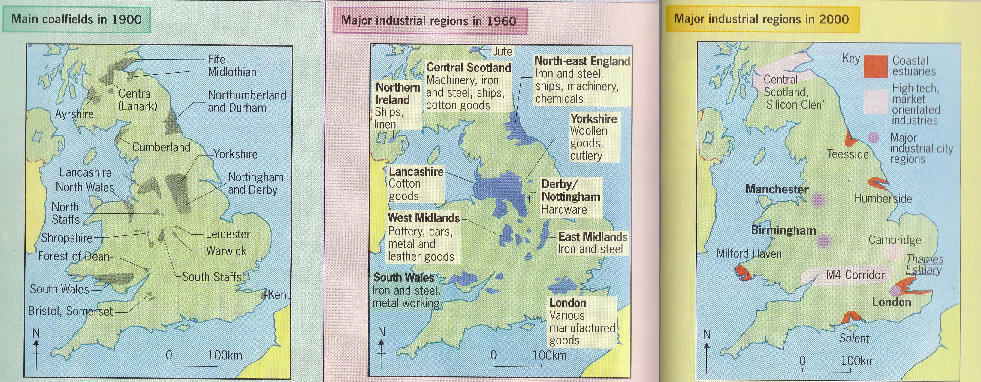 Main coalfields in 1900
Fife
Midlothian
Central
(Lanark)
Northumberland
and Durham
Ayrshire
Cumberland
Yorkshire
Lancashire
North Wales
Nottingham
and Derby
North
Staffs
Shropshire
Leicester
Warwick
Forest of Dean
South Staffs
South Wales
Kent
Bristol, Somerset
N
0 100km
Major industrial regions in 1960
Jute
Central Scotland
Machinery, iron
and steel, ships,
cotton goods
North-east England
Iron and steel,
ships, machinery,
chemicals
Northern
Ireland
Ships,
linen
Yorkshire
Woollen
goods,
cutlery
Lancashire
Cotton
goods
Derby/
Nottingham
Hardware
West Midlands
Pottery, cars,
metal and
leather goods
East Midlands
Iron and steel
South Wales
Iron and steel,
metal working
London
Various
manufactured
goods
N
0 100km
Major industrial regions in 2000
Key
Coastal
estuaries
High tech,
market
orientated
industries
Major
industrial city
regions
Central
Scotland,
'Silicon Glen'
Teesside
Manchester
Humberside
Birmingham
Cambridge
Milford Haven
Thames
Estuary
M4 Corridor
London
Solent
N
0 100km